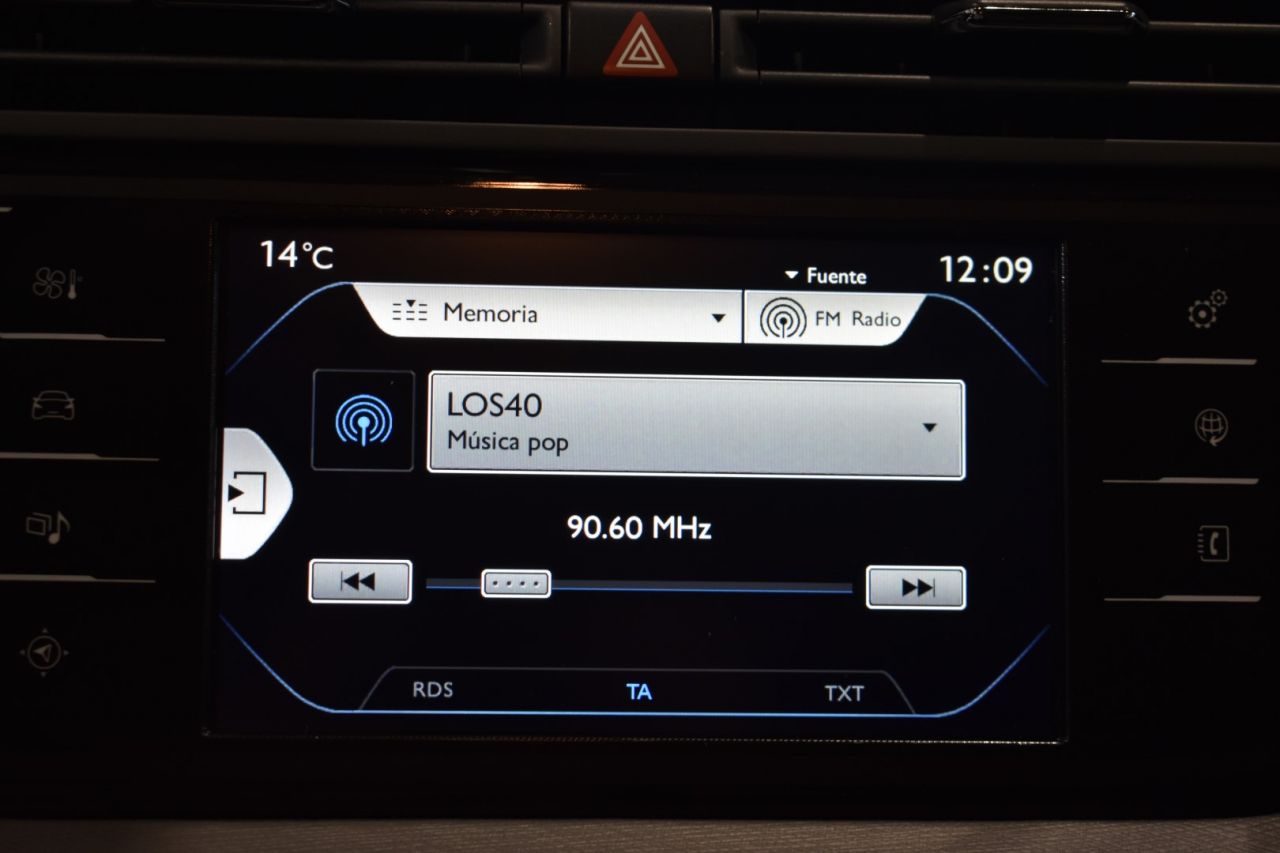 14°C
Fuente
12:09
Memoria
FM Radio
LOS40
Música pop
90.60 MHz
RDS
TA
TXT